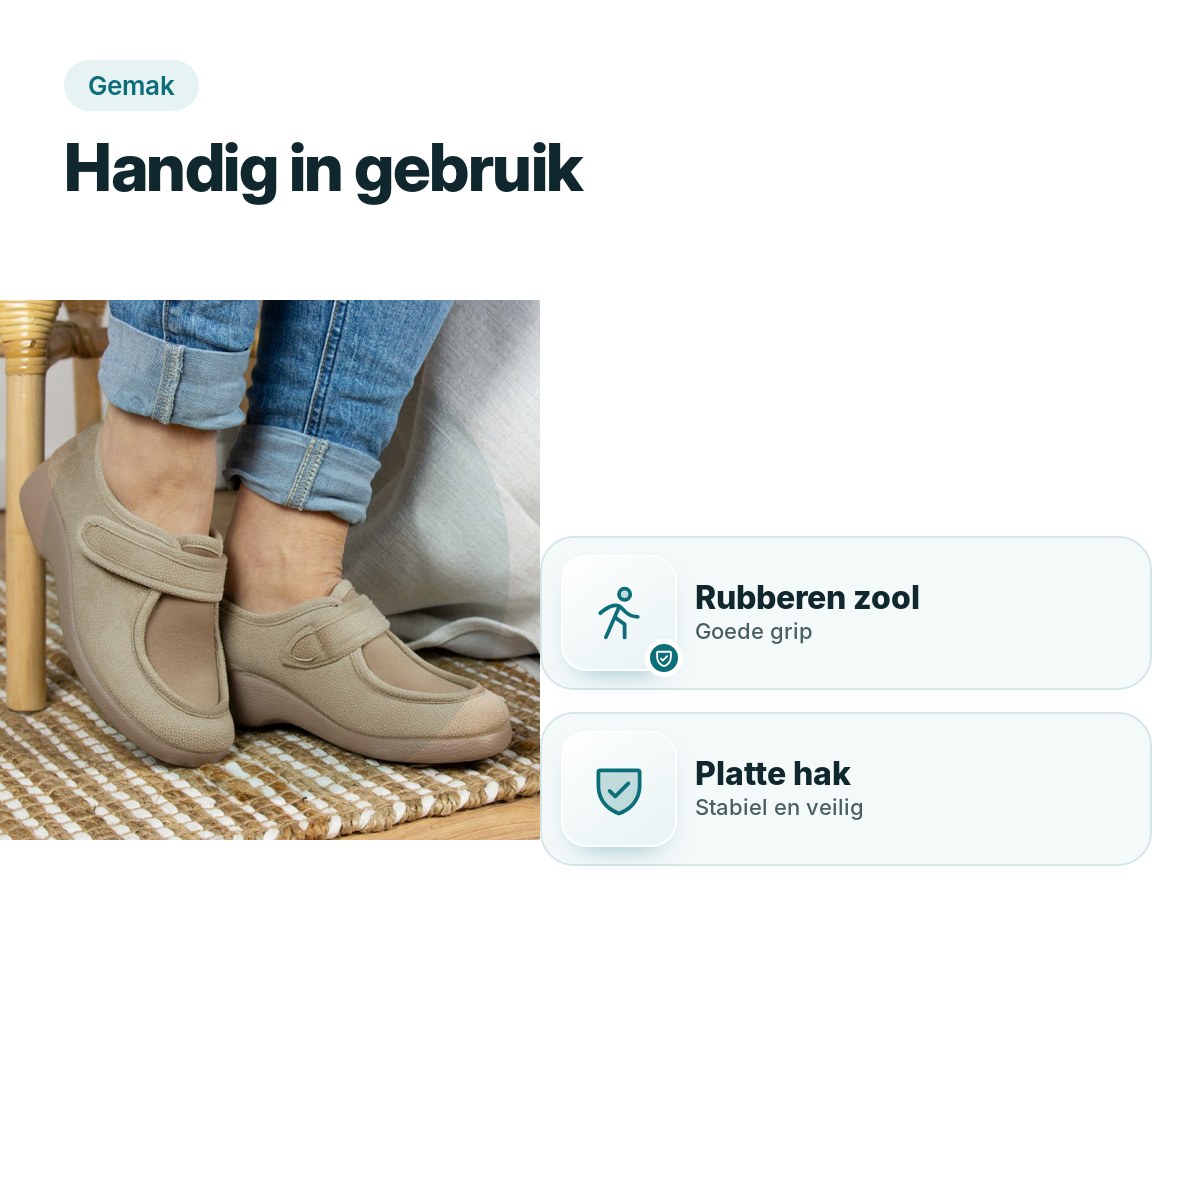 Gemak
Handig in gebruik
Rubberen zool
Goede grip
Platte hak
Stabiel en veilig